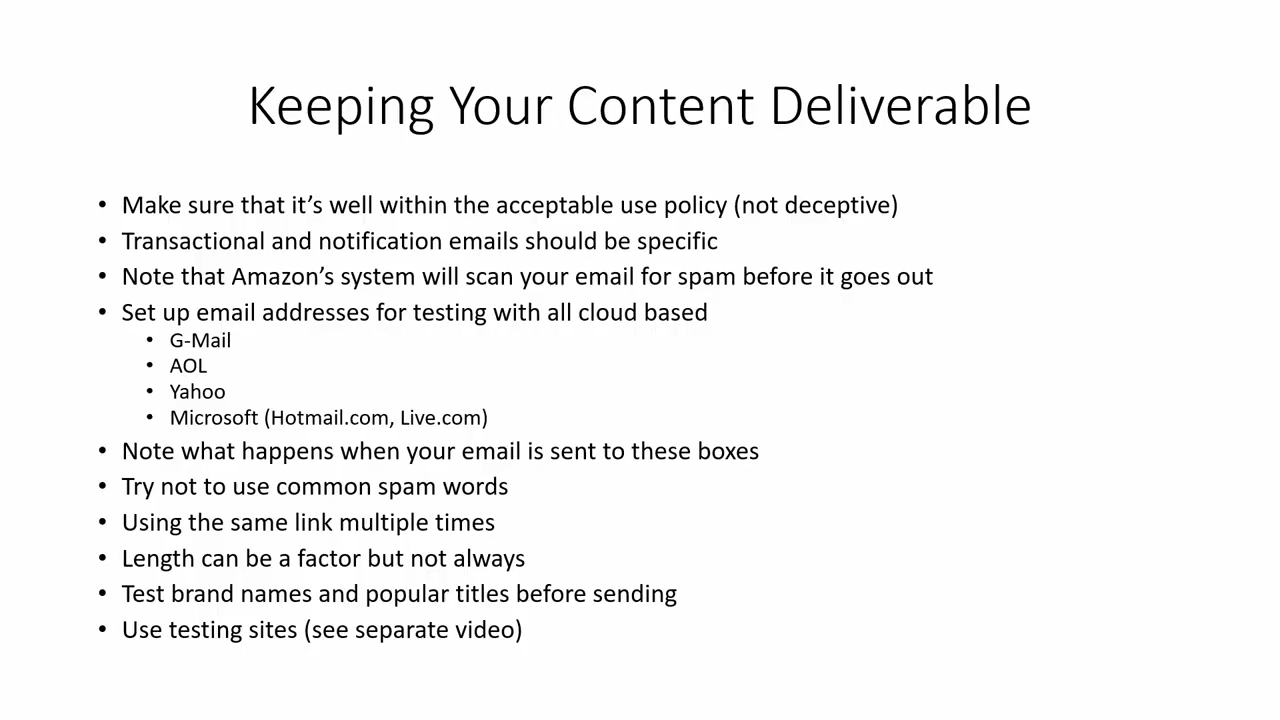 Keeping Your Content Deliverable
• Make sure that it's well within the acceptable use policy (not deceptive)
• Transactional and notification emails should be specific
• Note that Amazon's system will scan your email for spam before it goes out
• Set up email addresses for testing with all cloud based
• G-Mail
• AOL
• Yahoo
• Microsoft (Hotmail.com, Live.com)
• Note what happens when your email is sent to these boxes
• Try not to use common spam words
• Using the same link multiple times
• Length can be a factor but not always
• Test brand names and popular titles before sending
• Use testing sites (see separate video)